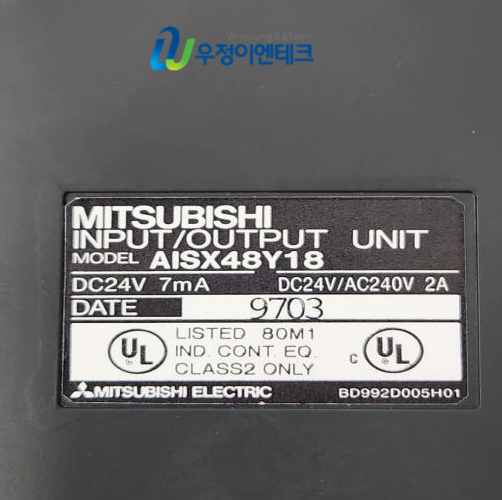 WooJung E&Tech
우정이엔테크
MITSUBISHI
INPUT/OUTPUT UNIT
MODEL AISX48Y18
DC24V 7mA DC24V/AC240V 2A
DATE 9703
UL LISTED 80M1 c UL
IND. CONT. EQ.
CLASS2 ONLY
MITSUBISHI ELECTRIC BD992D005H01